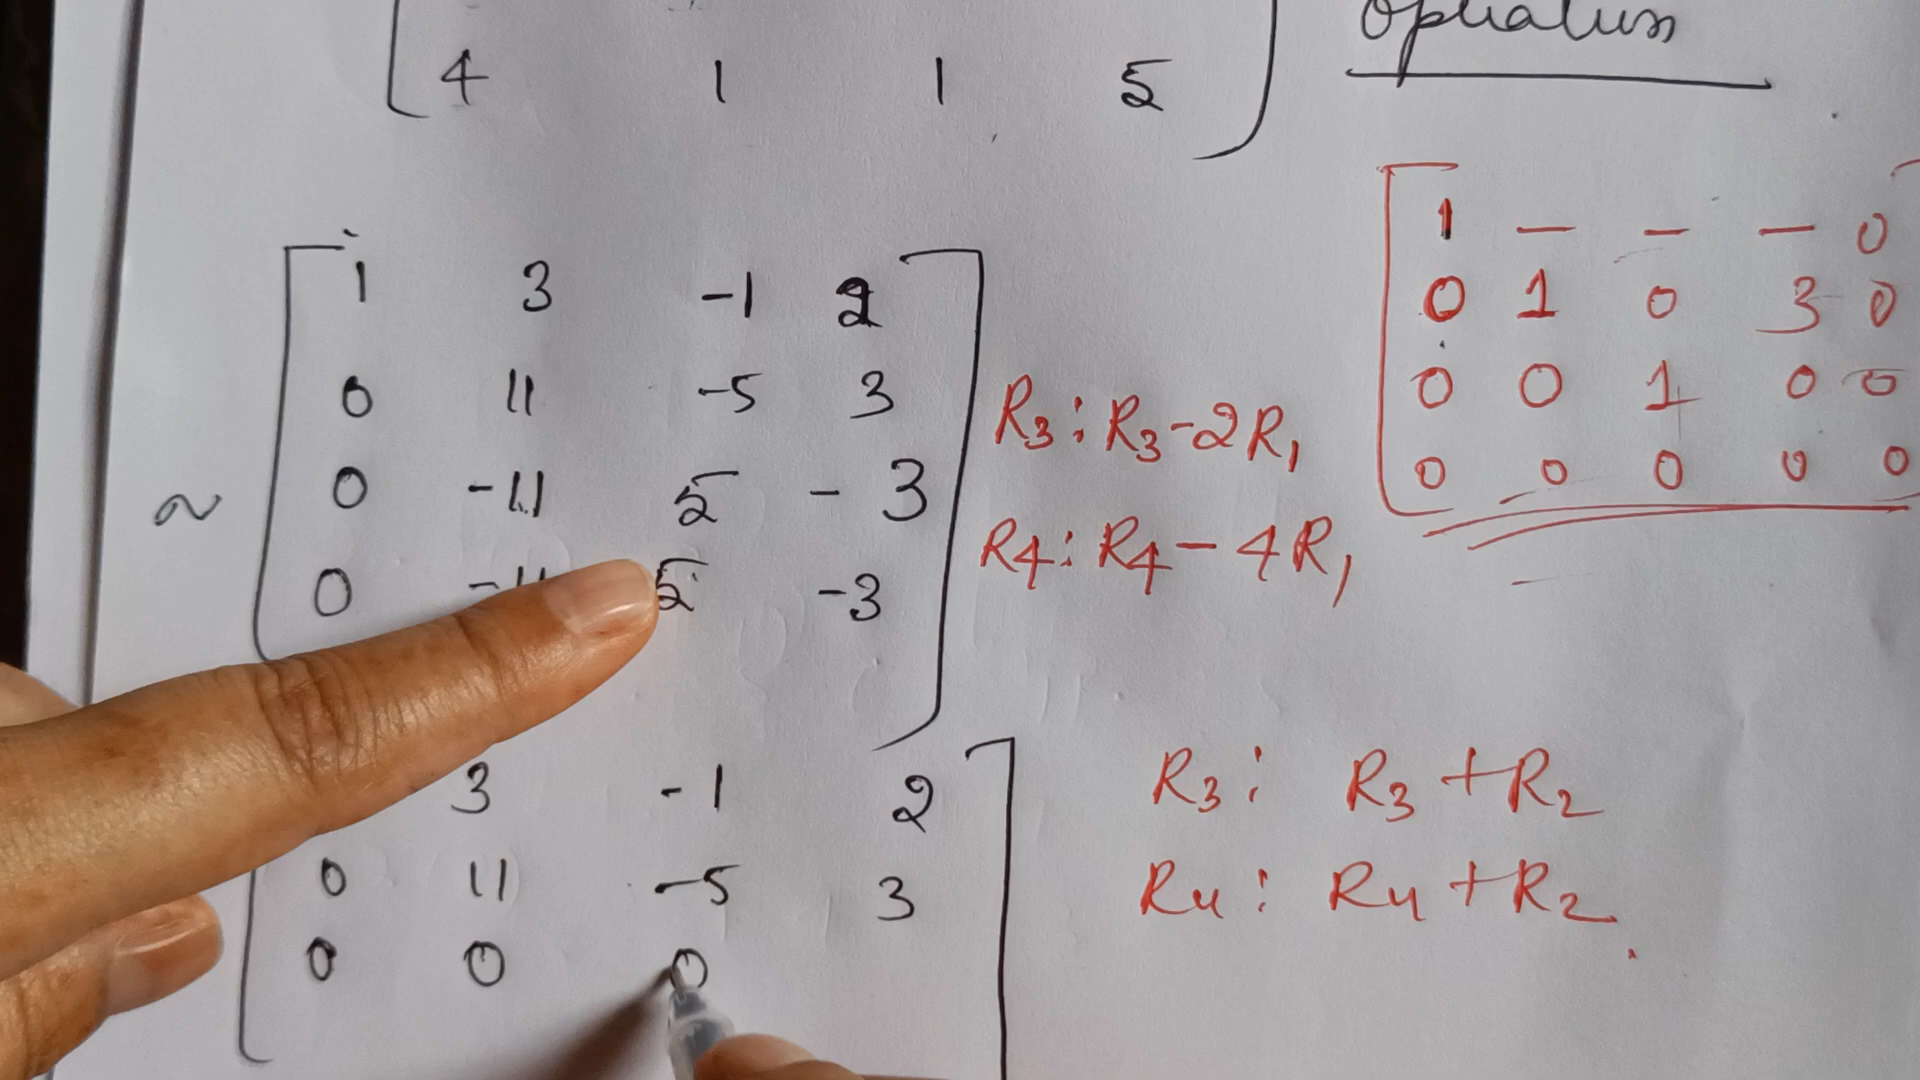 4 1 1 5
1 3 -1 2
0 11 -5 3
0 -11 5 -3
~
0 -11 5 -3
R3: R3-2R1
R4: R4-4R1
1 — — — 0
0 1 0 3 0
0 0 1 0 0
0 0 0 0 0
3 -1 2
0 11 -5 3
0 0 0
R3: R3+R2
R4: R4+R2